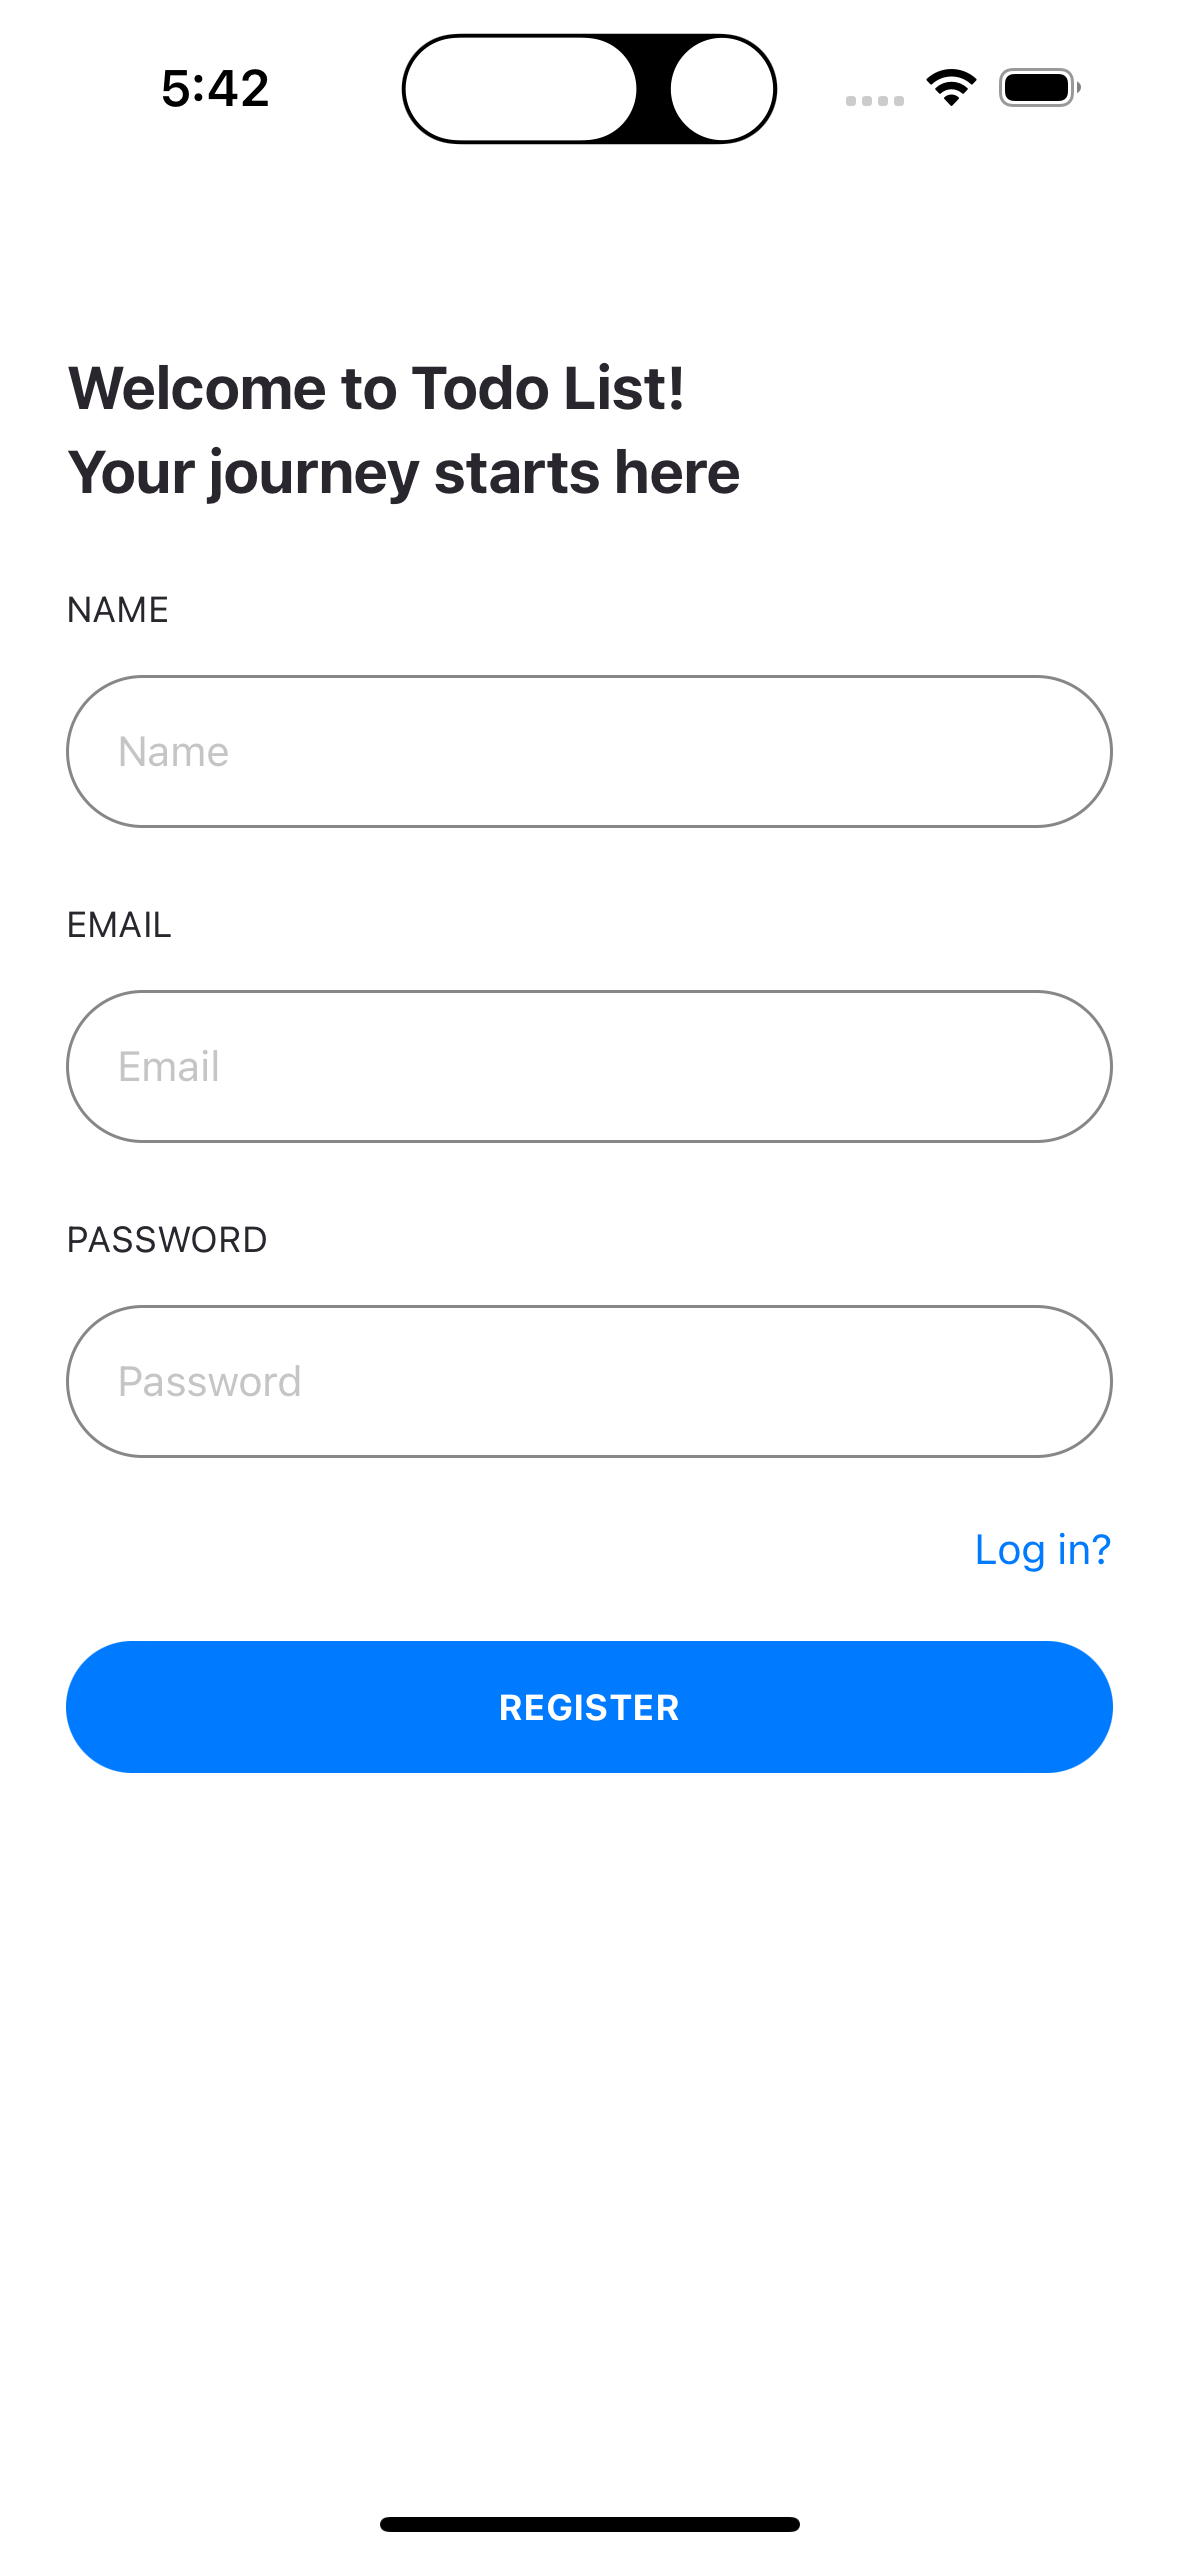 5:42
Welcome to Todo List!
Your journey starts here
NAME
Name
EMAIL
Email
PASSWORD
Password
Log in?
REGISTER